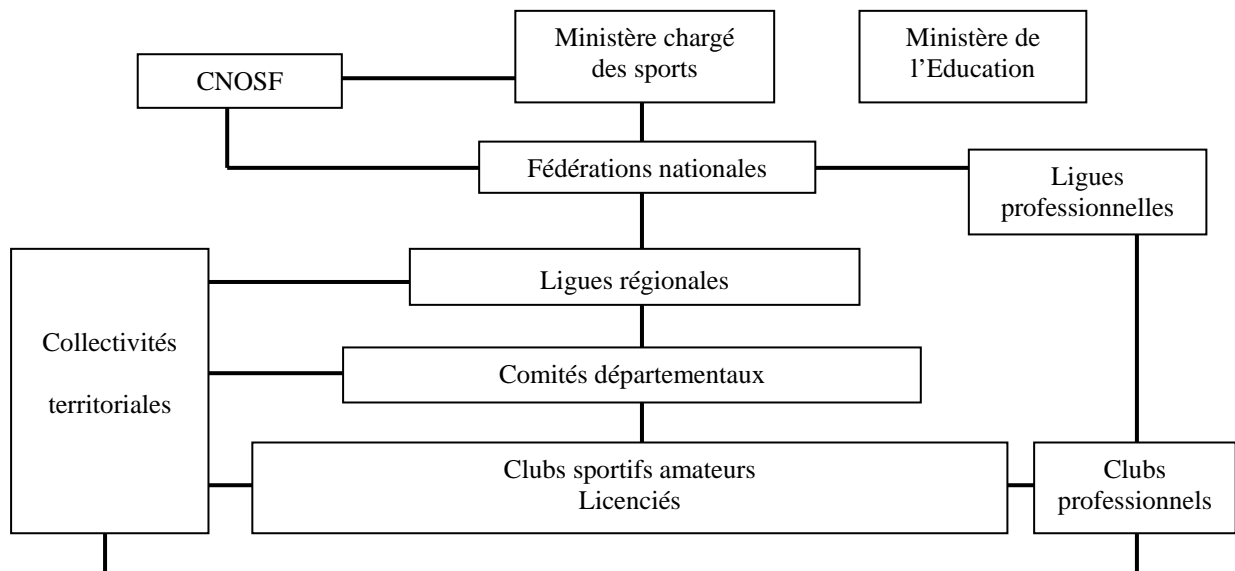 Ministère chargé
des sports
Ministère de
l’Education
CNOSF
Fédérations nationales
Ligues
professionnelles
Ligues régionales
Collectivités
territoriales
Comités départementaux
Clubs sportifs amateurs
Licenciés
Clubs
professionnels